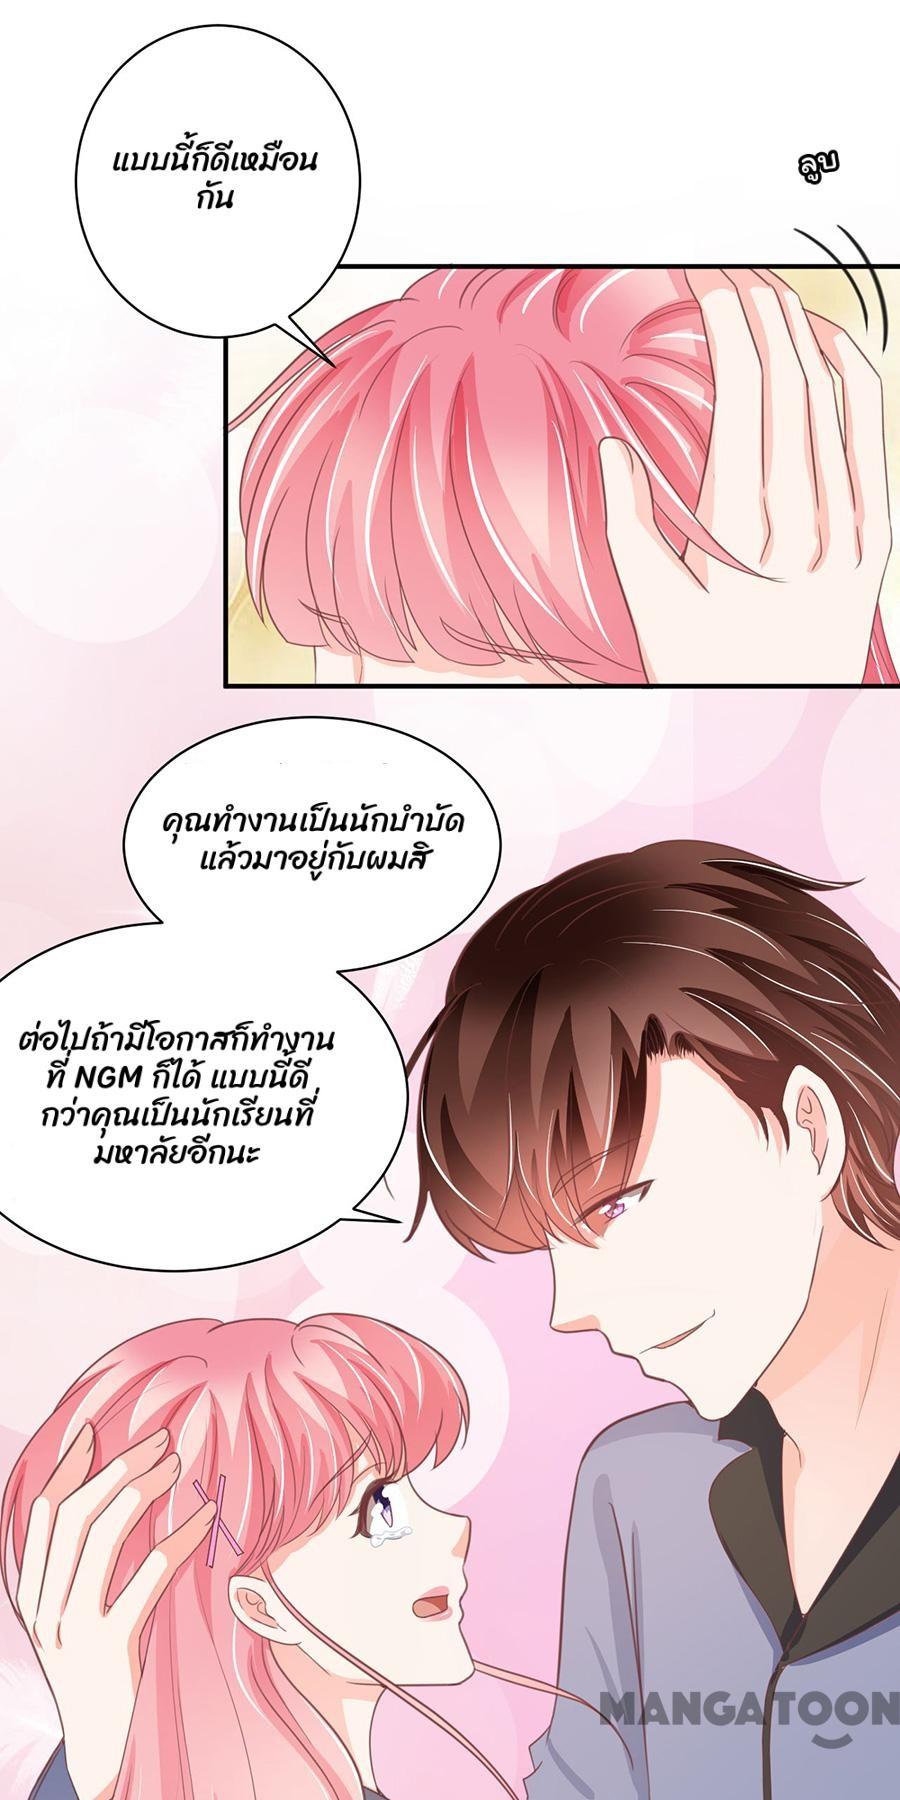 แบบนี้ก็ดีเหมือน
กัน
ลูบ
คุณทำงานเป็นนักบำบัด
แล้วมาอยู่กับผมสิ
ต่อไปถ้ามีโอกาสก็ทำงาน
ที่ NGM ก็ได้ แบบนี้ดี
กว่าคุณเป็นนักเรียนที่
มหาลัยอีกนะ
MANGATOON